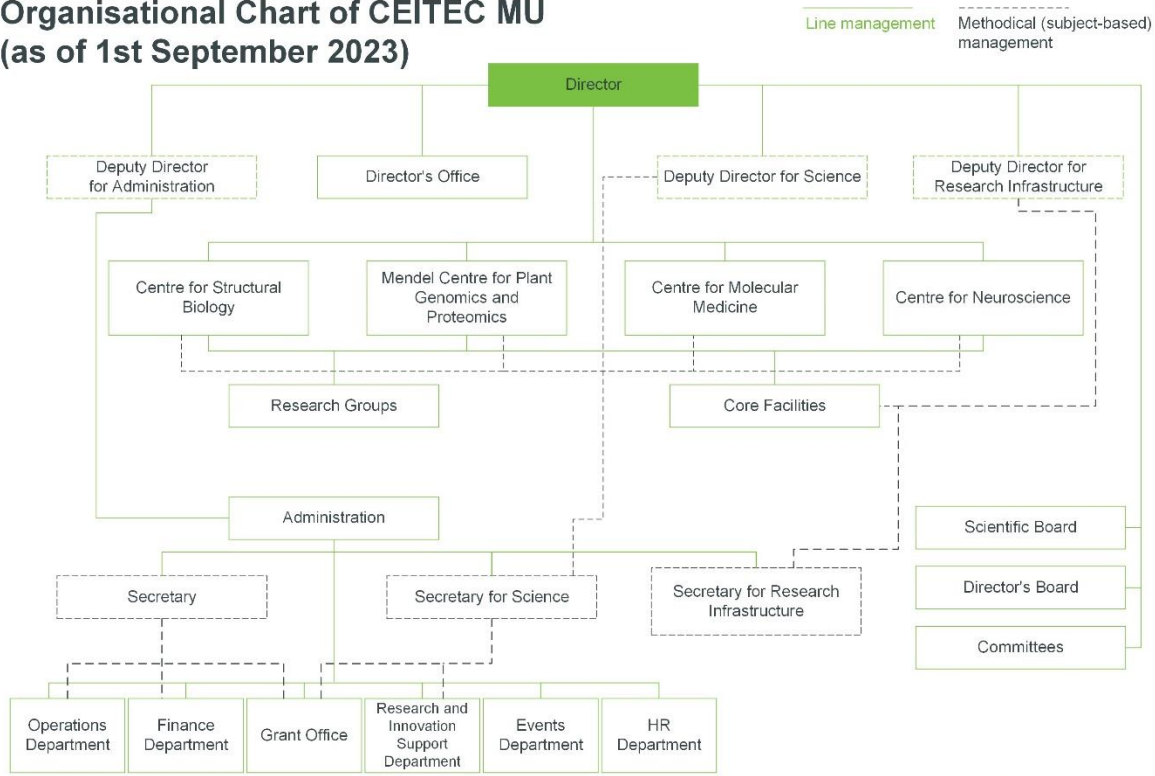 Organisational Chart of CEITEC MU
(as of 1st September 2023)
Line management
Methodical (subject-based)
management
Director
Deputy Director
for Administration
Director's Office
Deputy Director for Science
Deputy Director for
Research Infrastructure
Centre for Structural
Biology
Mendel Centre for Plant
Genomics and
Proteomics
Centre for Molecular
Medicine
Centre for Neuroscience
Research Groups
Core Facilities
Administration
Scientific Board
Director's Board
Committees
Secretary
Secretary for Science
Secretary for Research
Infrastructure
Operations
Department
Finance
Department
Grant Office
Research and
Innovation
Support
Department
Events
Department
HR
Department